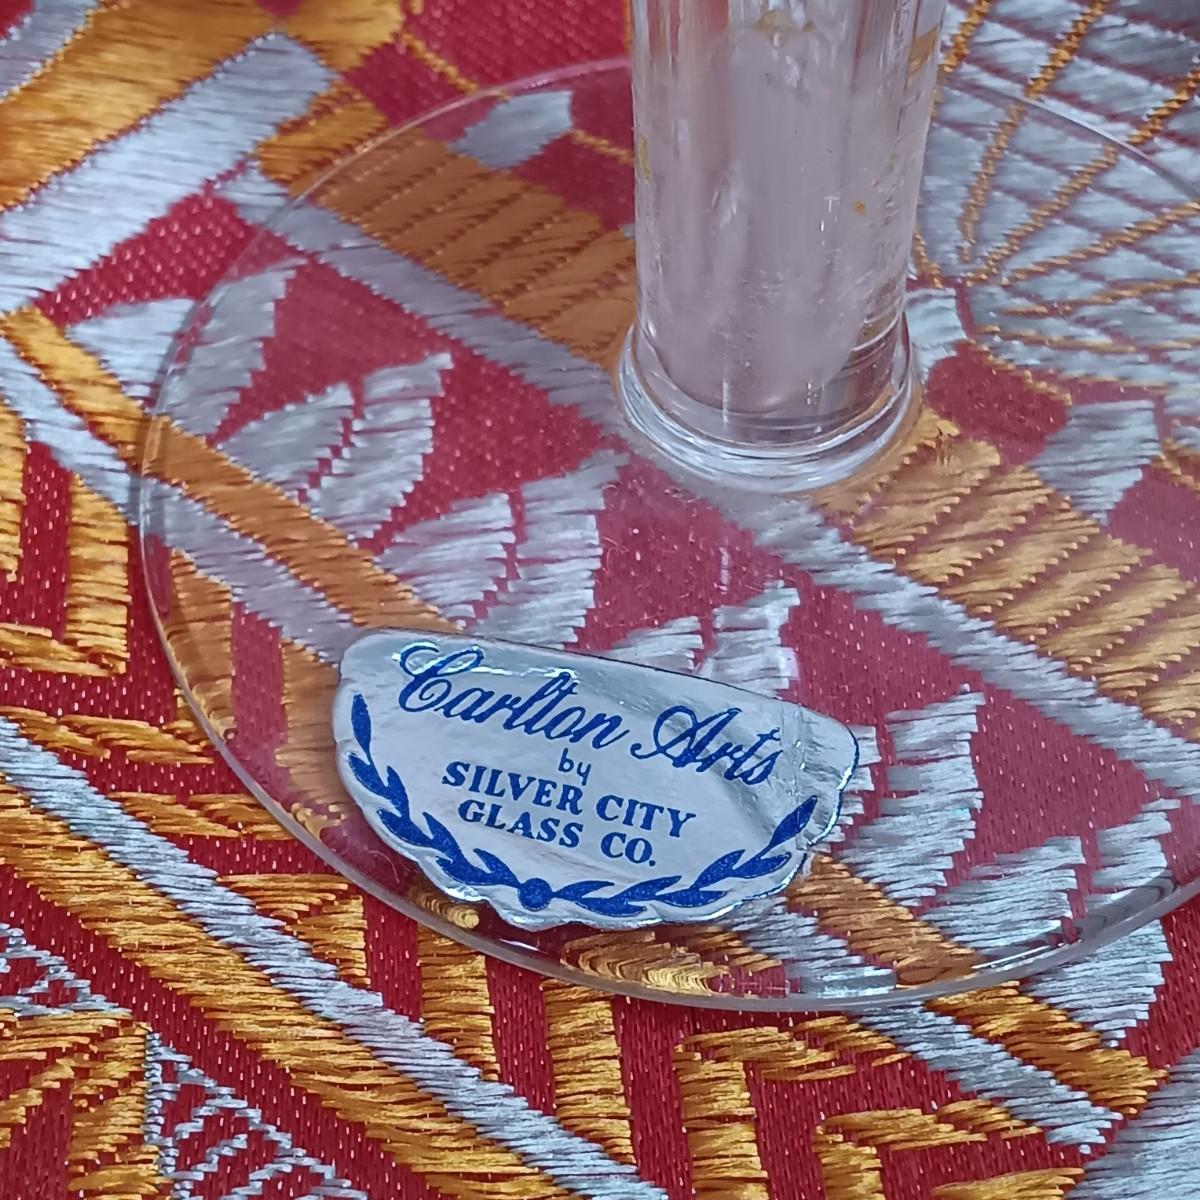 Carlton Arts
by
SILVER CITY
GLASS CO.